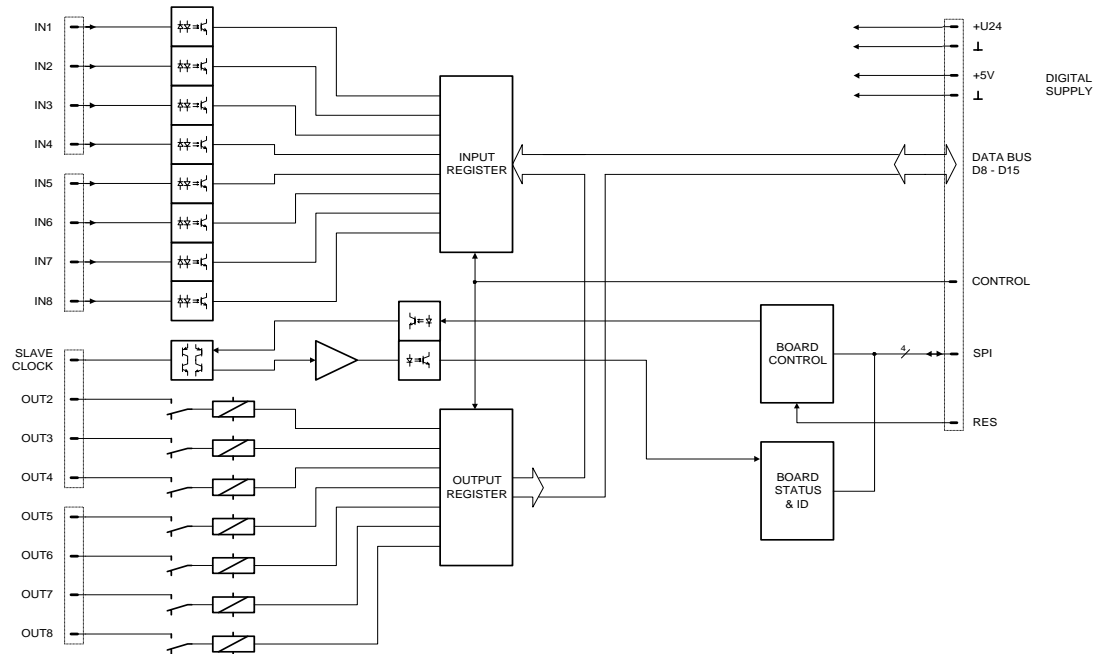 IN1
IN2
IN3
IN4
IN5
IN6
IN7
IN8
SLAVE
CLOCK
OUT2
OUT3
OUT4
OUT5
OUT6
OUT7
OUT8
INPUT
REGISTER
OUTPUT
REGISTER
BOARD
CONTROL
BOARD
STATUS
& ID
4
+U24
+5V
DIGITAL
SUPPLY
DATA BUS
D8 - D15
CONTROL
SPI
RES